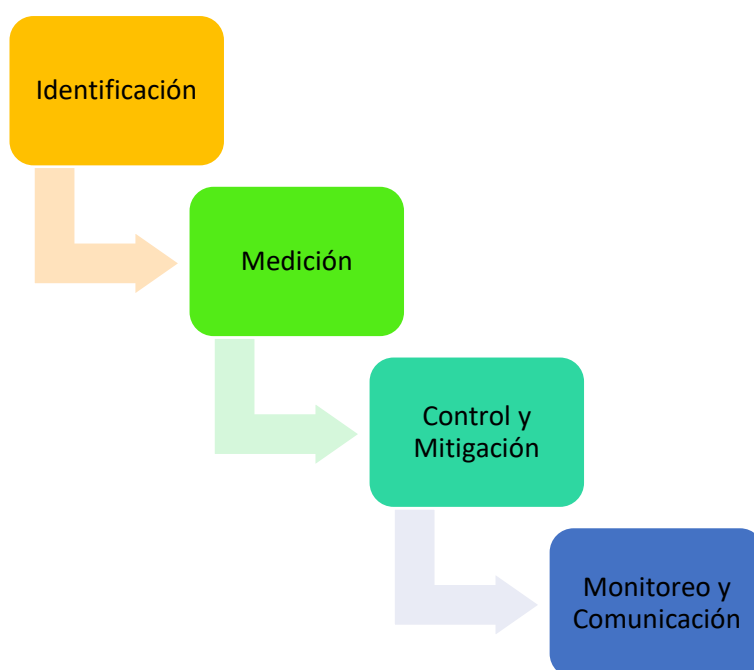 Identificación
Medición
Control y
Mitigación
Monitoreo y
Comunicación